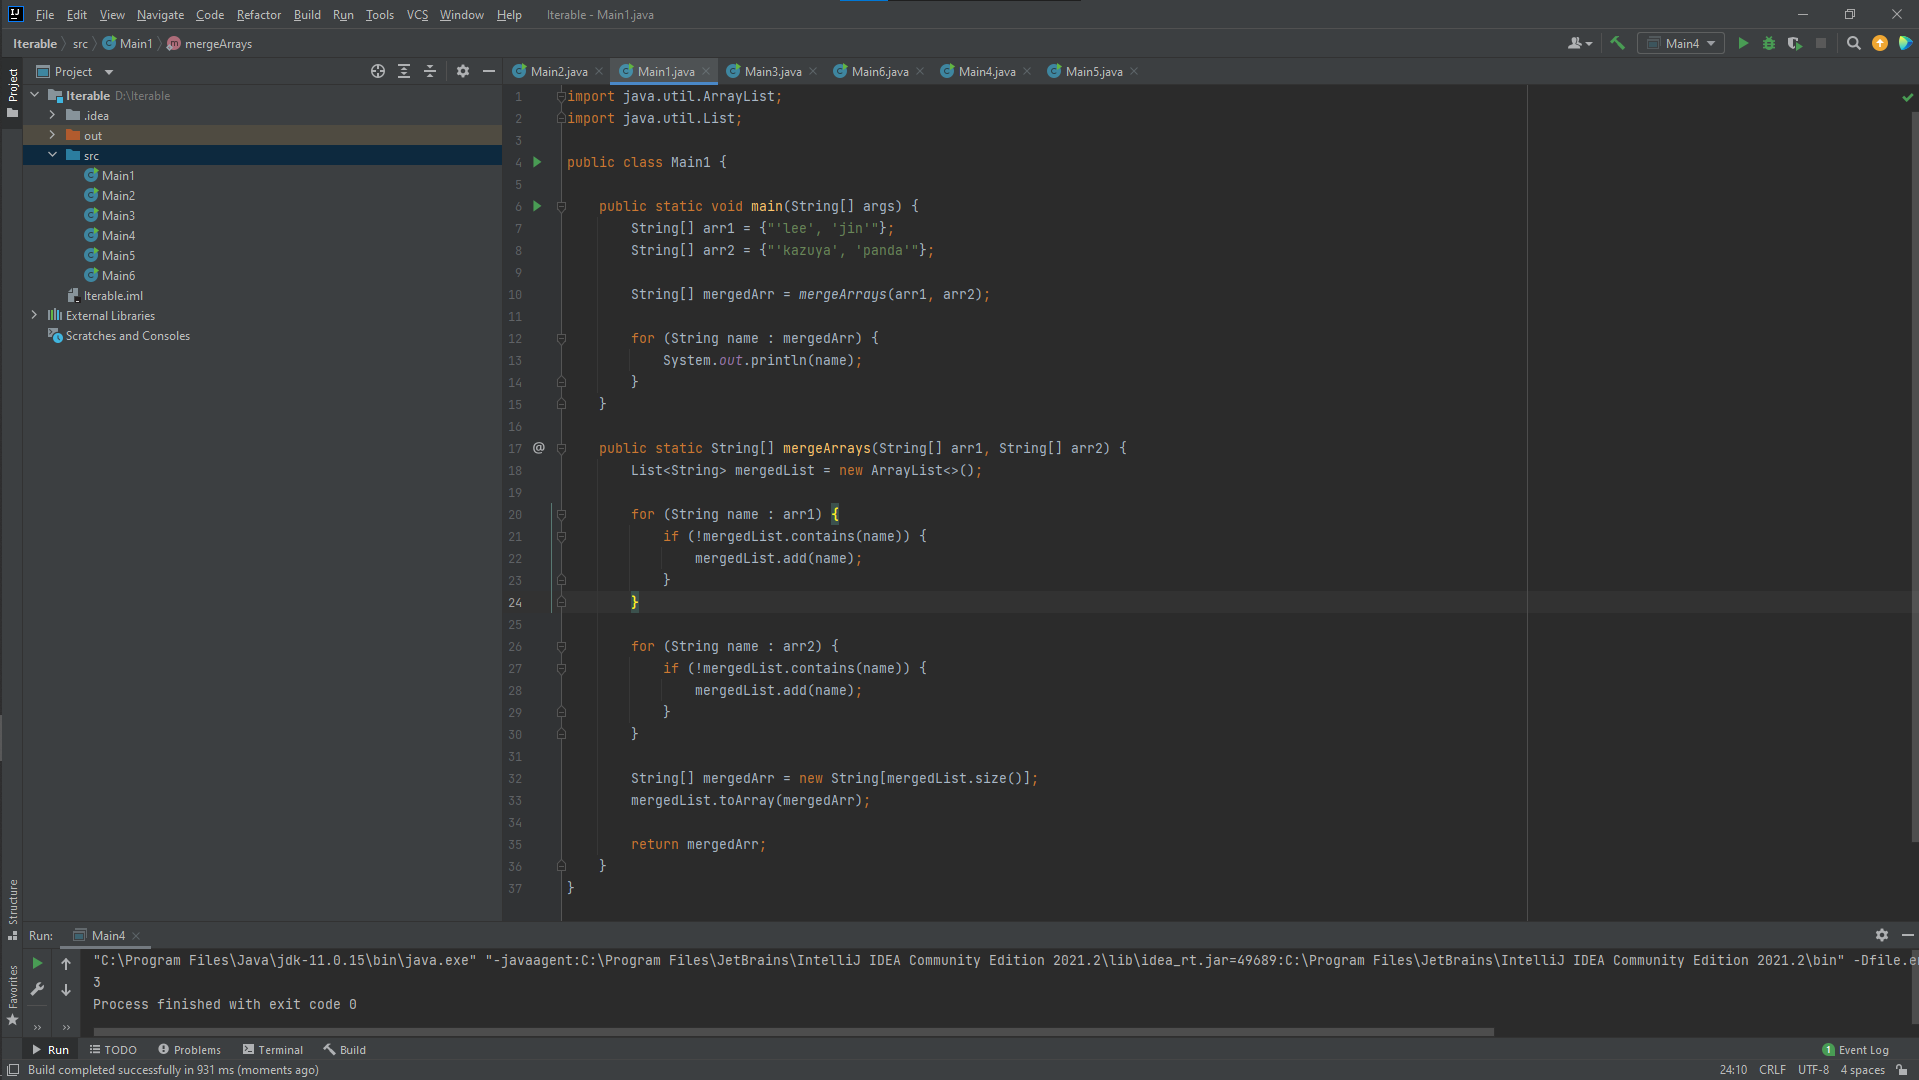 File Edit View Navigate Code Refactor Build Run Tools VCS Window Help Iterable - Main1.java
Iterable src Main1 mergeArrays Main4
Project Project Main2.java Main1.java Main3.java Main6.java Main4.java Main5.java
Iterable D:\Iterable
.idea
out
src
Main1
Main2
Main3
Main4
Main5
Main6
Iterable.iml
External Libraries
Scratches and Consoles
1 import java.util.ArrayList;
2 import java.util.List;
3
4 public class Main1 {
5
6 public static void main(String[] args) {
7 String[] arr1 = {"'lee', 'jin'"};
8 String[] arr2 = {"'kazuya', 'panda'"};
9
10 String[] mergedArr = mergeArrays(arr1, arr2);
11
12 for (String name : mergedArr) {
13 System.out.println(name);
14 }
15 }
16
17 @ public static String[] mergeArrays(String[] arr1, String[] arr2) {
18 List<String> mergedList = new ArrayList<>();
19
20 for (String name : arr1) {
21 if (!mergedList.contains(name)) {
22 mergedList.add(name);
23 }
24 }
25
26 for (String name : arr2) {
27 if (!mergedList.contains(name)) {
28 mergedList.add(name);
29 }
30 }
31
32 String[] mergedArr = new String[mergedList.size()];
33 mergedList.toArray(mergedArr);
34
35 return mergedArr;
36 }
37 }
Structure
Favorites
Run: Main4
"C:\Program Files\Java\jdk-11.0.15\bin\java.exe" "-javaagent:C:\Program Files\JetBrains\IntelliJ IDEA Community Edition 2021.2\lib\idea_rt.jar=49689:C:\Program Files\JetBrains\IntelliJ IDEA Community Edition 2021.2\bin" -Dfile.e
3
Process finished with exit code 0
Run TODO Problems Terminal Build 1 Event Log
Build completed successfully in 931 ms (moments ago) 24:10 CRLF UTF-8 4 spaces